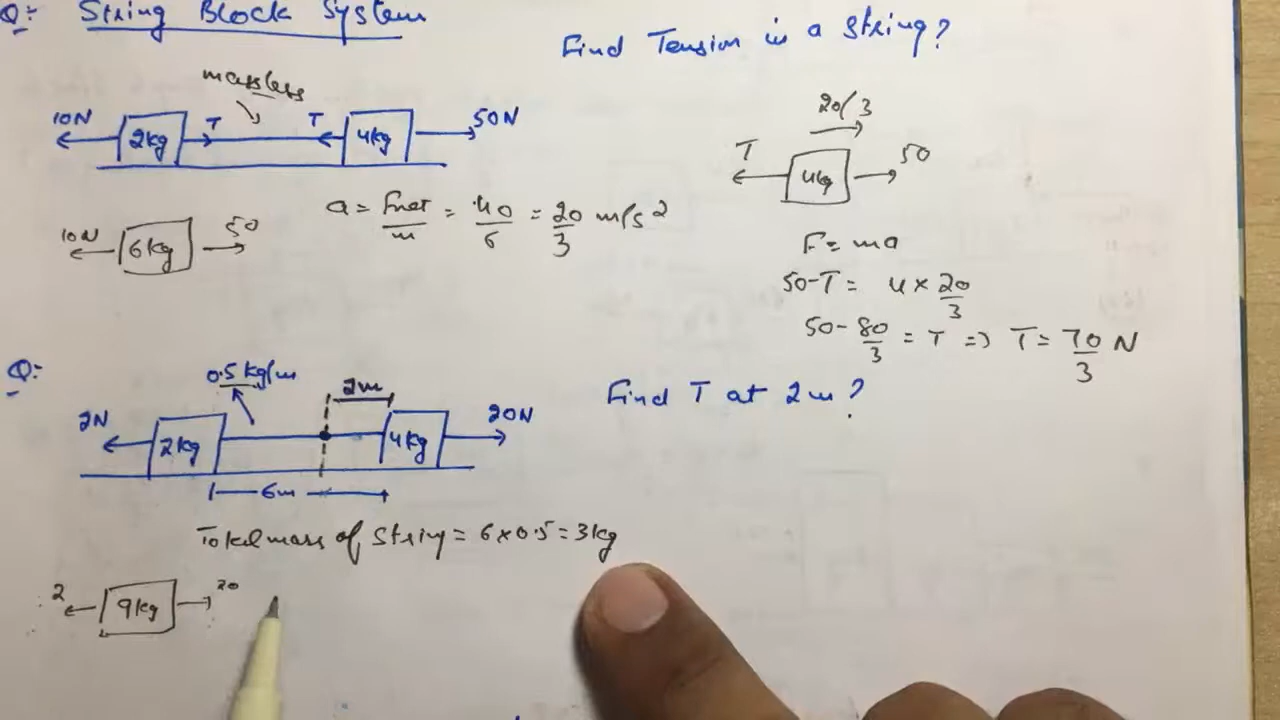 Q:- String Block System
Find Tension in a String?
massless
10N 2kg T T 4kg 50N
20/3
T 4kg 50
10N 6kg 50
a = Fnet/m = 40/6 = 20/3 m/s²
F = ma
50-T = 4 × 20/3
50 - 80/3 = T => T = 70/3 N
Q:-
0.5 kg/m
2m
Find T at 2m?
2N 2kg 4kg 20N
6m
Total mass of String = 6×0.5 = 3kg
2 9kg 20